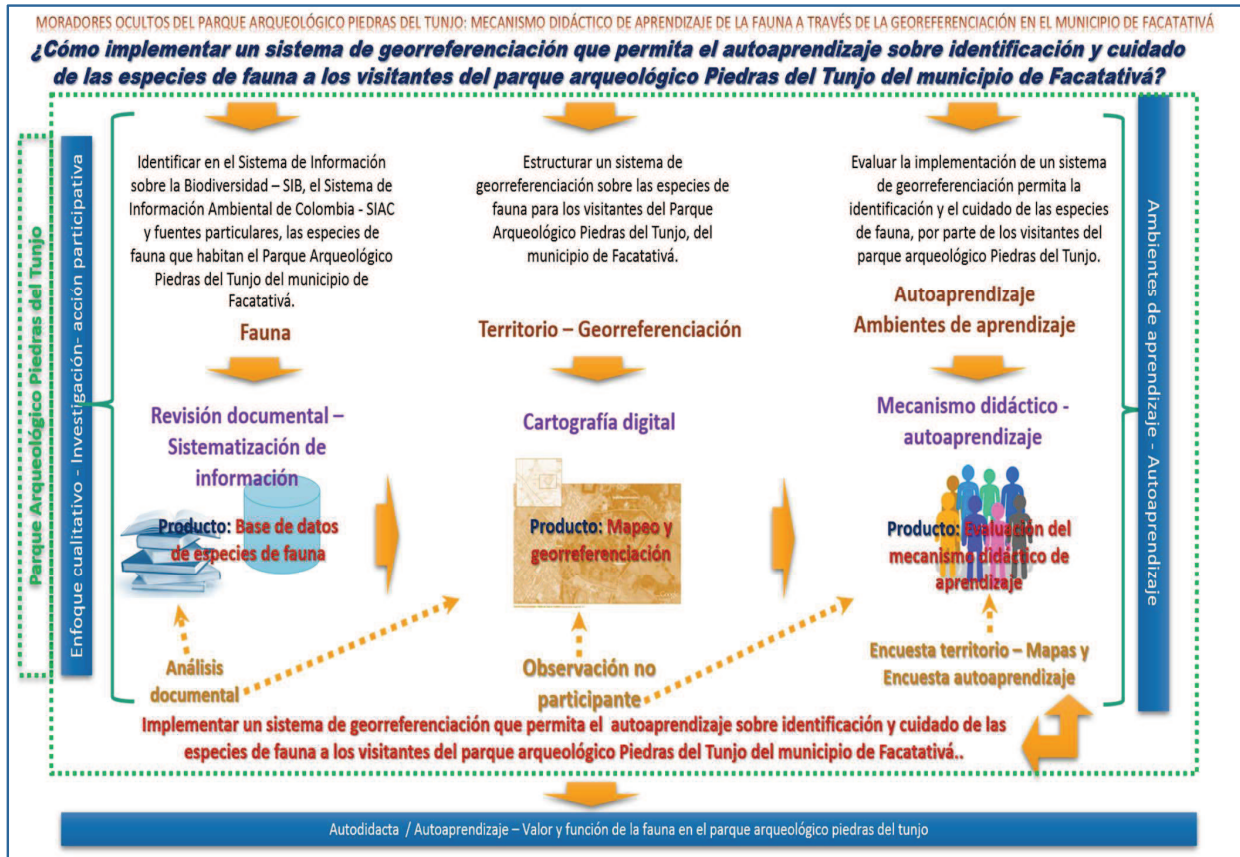 MORADORES OCULTOS DEL PARQUE ARQUEOLÓGICO PIEDRAS DEL TUNJO: MECANISMO DIDÁCTICO DE APRENDIZAJE DE LA FAUNA A TRAVÉS DE LA GEOREFERENCIACIÓN EN EL MUNICIPIO DE FACATATIVÁ
¿Cómo implementar un sistema de georreferenciación que permita el autoaprendizaje sobre identificación y cuidado
de las especies de fauna a los visitantes del parque arqueológico Piedras del Tunjo del municipio de Facatativá?
Parque Arqueológico Piedras del Tunjo
Enfoque cualitativo - Investigación- acción participativa
Identificar en el Sistema de Información
sobre la Biodiversidad – SIB, el Sistema de
Información Ambiental de Colombia - SIAC
y fuentes particulares, las especies de
fauna que habitan el Parque Arqueológico
Piedras del Tunjo del municipio de
Facatativá.
Fauna
Revisión documental –
Sistematización de
información
Producto: Base de datos
de especies de fauna
Análisis
documental
Estructurar un sistema de
georreferenciación sobre las especies de
fauna para los visitantes del Parque
Arqueológico Piedras del Tunjo, del
municipio de Facatativá.
Territorio – Georreferenciación
Cartografía digital
Producto: Mapeo y
georreferenciación
Observación no
participante
Evaluar la implementación de un sistema
de georreferenciación permita la
identificación y el cuidado de las especies
de fauna, por parte de los visitantes del
parque arqueológico Piedras del Tunjo.
Autoaprendizaje
Ambientes de aprendizaje
Mecanismo didáctico -
autoaprendizaje
Producto: Evaluación del
mecanismo didáctico de
aprendizaje
Encuesta territorio – Mapas y
Encuesta autoaprendizaje
Ambientes de aprendizaje - Autoaprendizaje
Implementar un sistema de georreferenciación que permita el autoaprendizaje sobre identificación y cuidado de las
especies de fauna a los visitantes del parque arqueológico Piedras del Tunjo del municipio de Facatativá..
Autodidacta / Autoaprendizaje – Valor y función de la fauna en el parque arqueológico piedras del tunjo